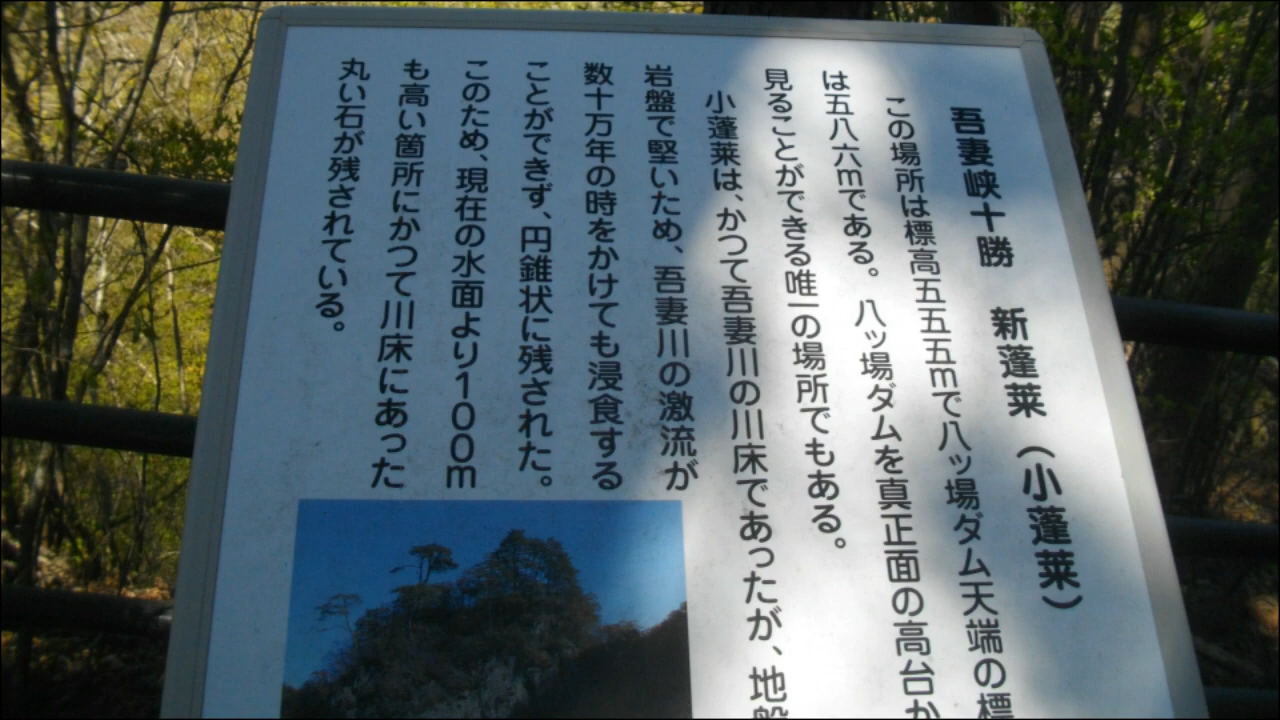 吾妻峡十勝　新蓬莱（小蓬莱）
この場所は標高五五五mで八ッ場ダム天端の標
は五八六mである。八ッ場ダムを真正面の高台か
見ることができる唯一の場所でもある。
小蓬莱は、かつて吾妻川の川床であったが、地盤
岩盤で堅いため、吾妻川の激流が
数十万年の時をかけても浸食する
ことができず、円錐状に残された。
このため、現在の水面より100m
も高い箇所にかつて川床にあった
丸い石が残されている。